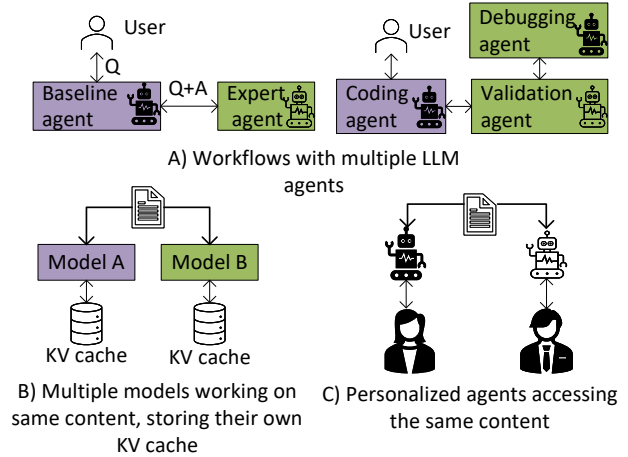 User
Q
Baseline agent
Q+A
Expert agent
User
Coding agent
Debugging agent
Validation agent
A) Workflows with multiple LLM
agents
Model A
Model B
KV cache
KV cache
B) Multiple models working on
same content, storing their own
KV cache
C) Personalized agents accessing
the same content